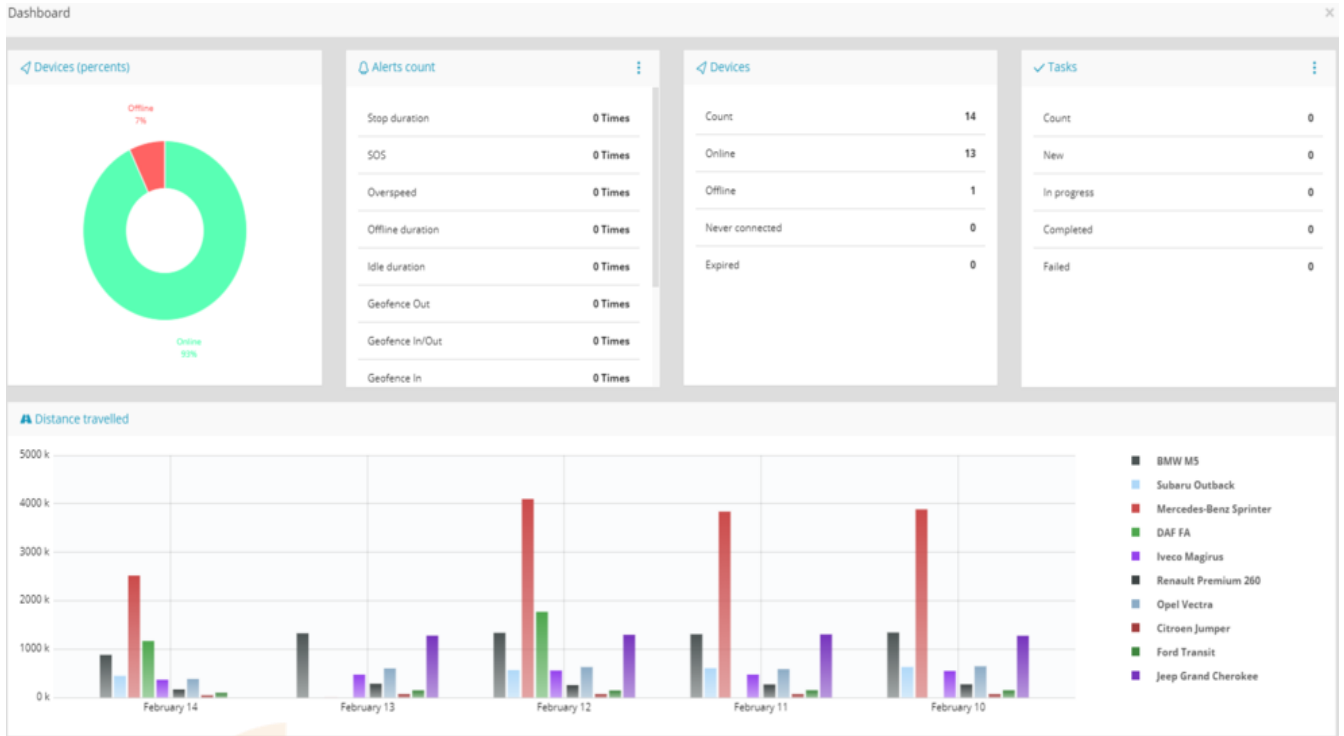 Dashboard ×
Devices (percents)
Offline
7%
Online
93%
Alerts count
Stop duration 0 Times
SOS 0 Times
Overspeed 0 Times
Offline duration 0 Times
Idle duration 0 Times
Geofence Out 0 Times
Geofence In/Out 0 Times
Geofence In 0 Times
Devices
Count 14
Online 13
Offline 1
Never connected 0
Expired 0
Tasks
Count 0
New 0
In progress 0
Completed 0
Failed 0
Distance travelled
5000 k
4000 k
3000 k
2000 k
1000 k
0 k
February 14 February 13 February 12 February 11 February 10
BMW M5
Subaru Outback
Mercedes-Benz Sprinter
DAF FA
Iveco Magirus
Renault Premium 260
Opel Vectra
Citroen Jumper
Ford Transit
Jeep Grand Cherokee